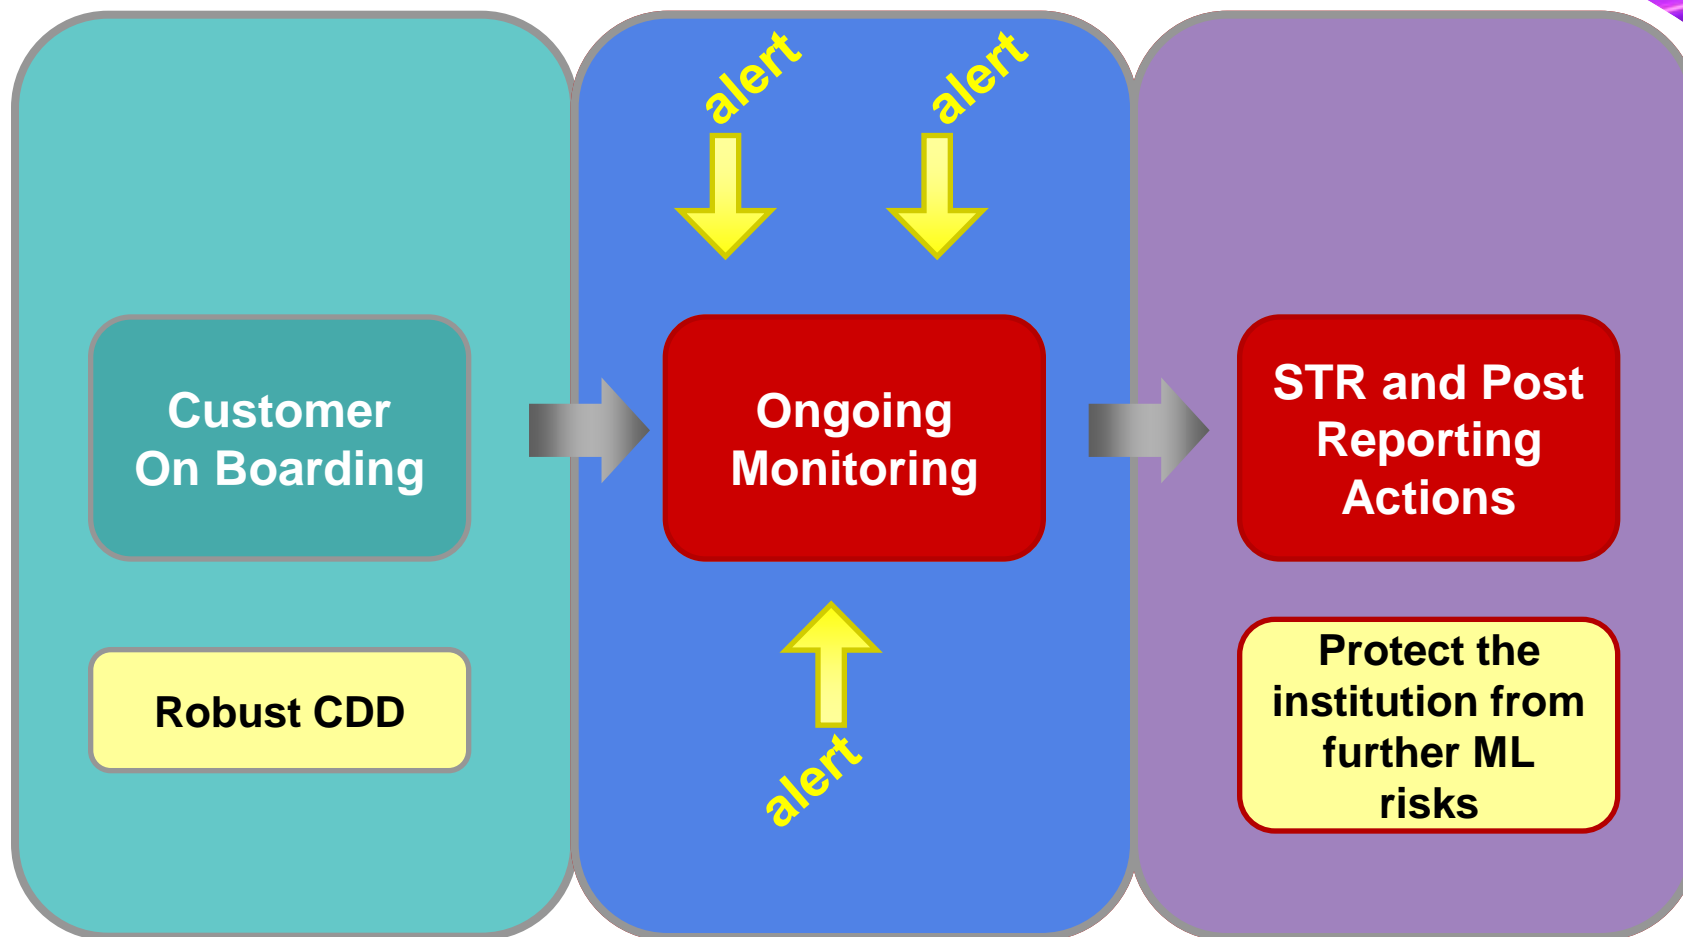 alert
alert
Customer
On Boarding
Ongoing
Monitoring
STR and Post
Reporting
Actions
Robust CDD
alert
Protect the
institution from
further ML
risks